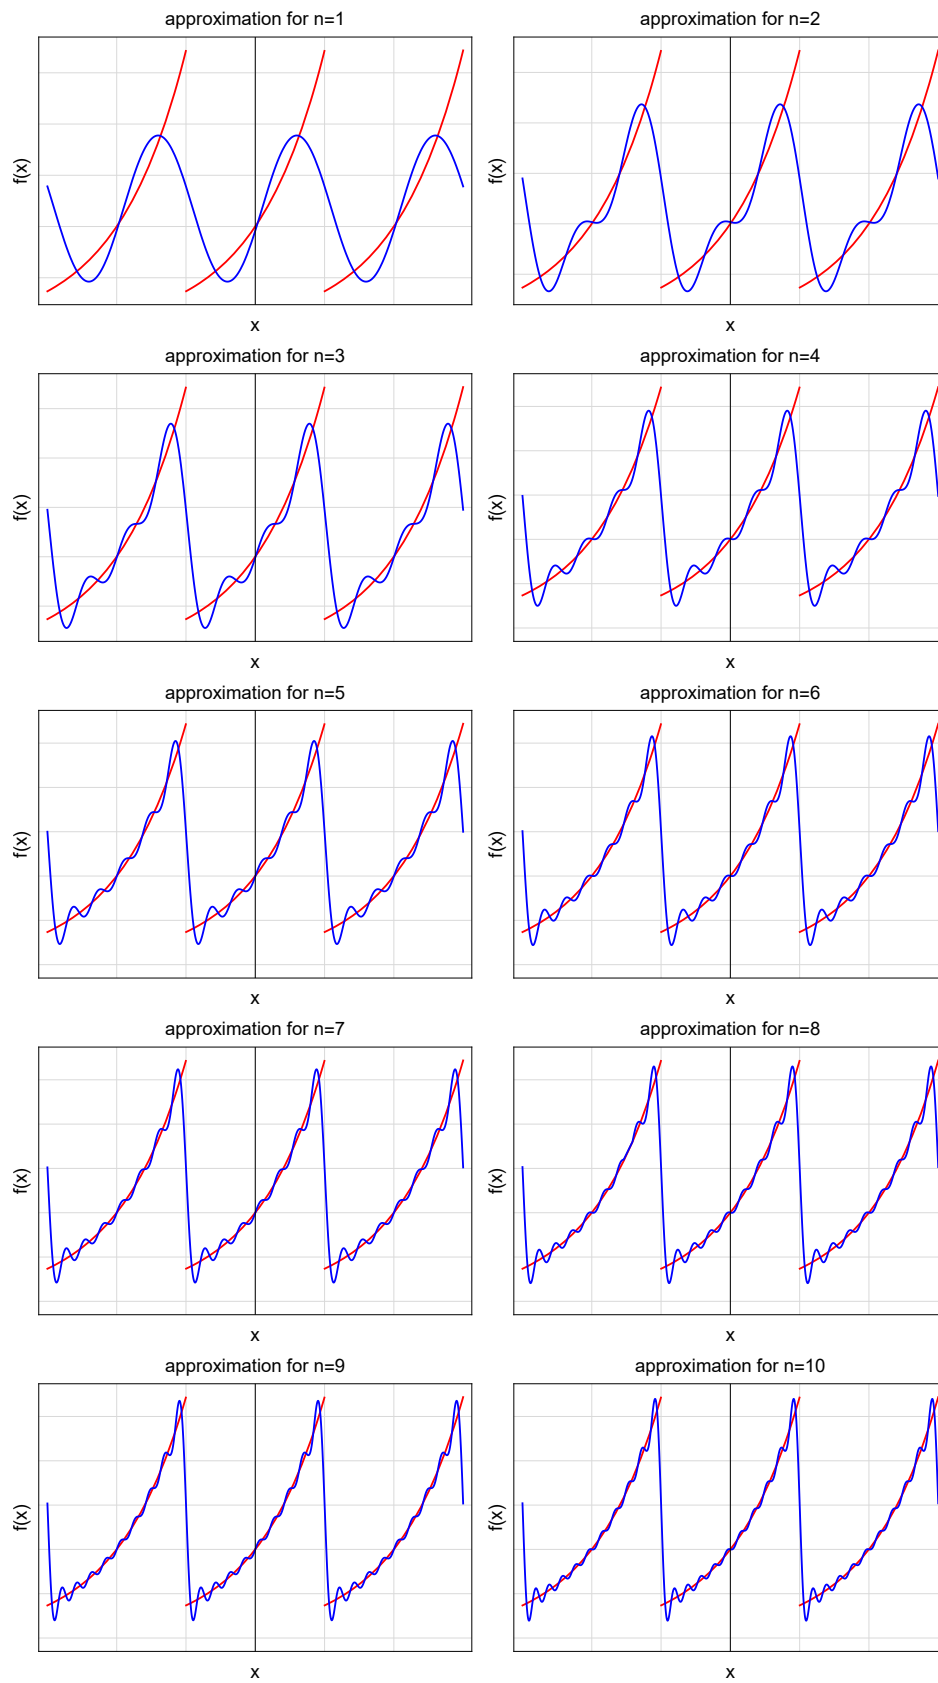 approximation for n=1
f(x)
x
approximation for n=2
f(x)
x
approximation for n=3
f(x)
x
approximation for n=4
f(x)
x
approximation for n=5
f(x)
x
approximation for n=6
f(x)
x
approximation for n=7
f(x)
x
approximation for n=8
f(x)
x
approximation for n=9
f(x)
x
approximation for n=10
f(x)
x